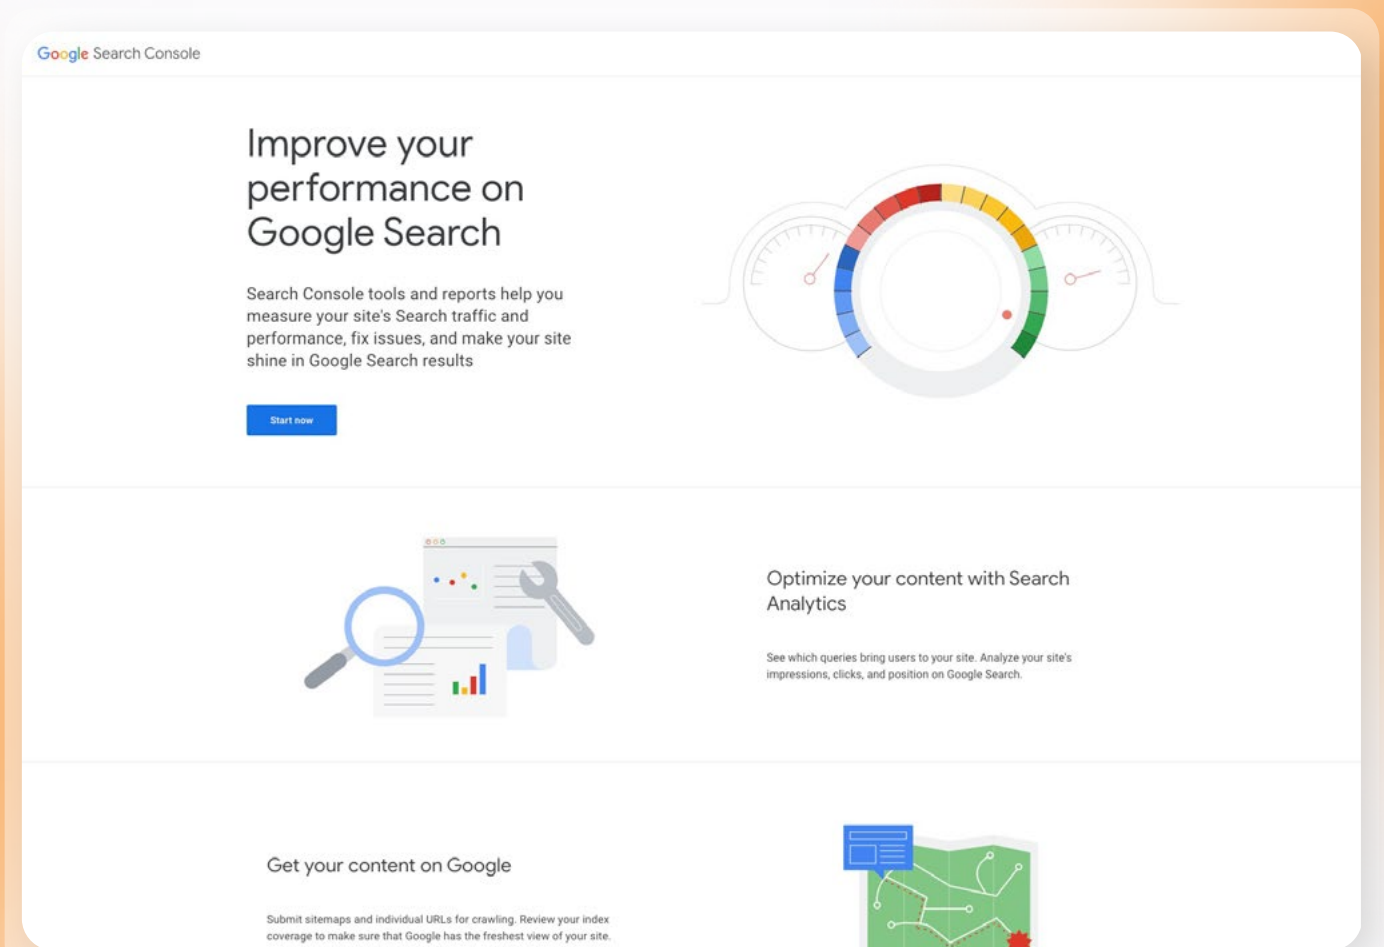 Google Search Console
Improve your
performance on
Google Search
Search Console tools and reports help you
measure your site's Search traffic and
performance, fix issues, and make your site
shine in Google Search results
Start now
Optimize your content with Search
Analytics
See which queries bring users to your site. Analyze your site's
impressions, clicks, and position on Google Search.
Get your content on Google
Submit sitemaps and individual URLs for crawling. Review your index
coverage to make sure that Google has the freshest view of your site.